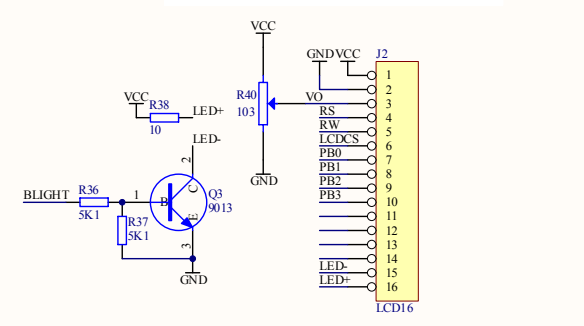 VCC
GND VCC
J2
1
2
VO
3
RS
4
RW
5
LCDCS
6
PB0
7
PB1
8
PB2
9
PB3
10
11
12
13
14
LED-
15
LED+
16
LCD16
R40
103
GND
VCC
R38
10
LED+
LED-
2
C
Q3
9013
BLIGHT
R36
5K1
1
B
R37
5K1
E
3
GND